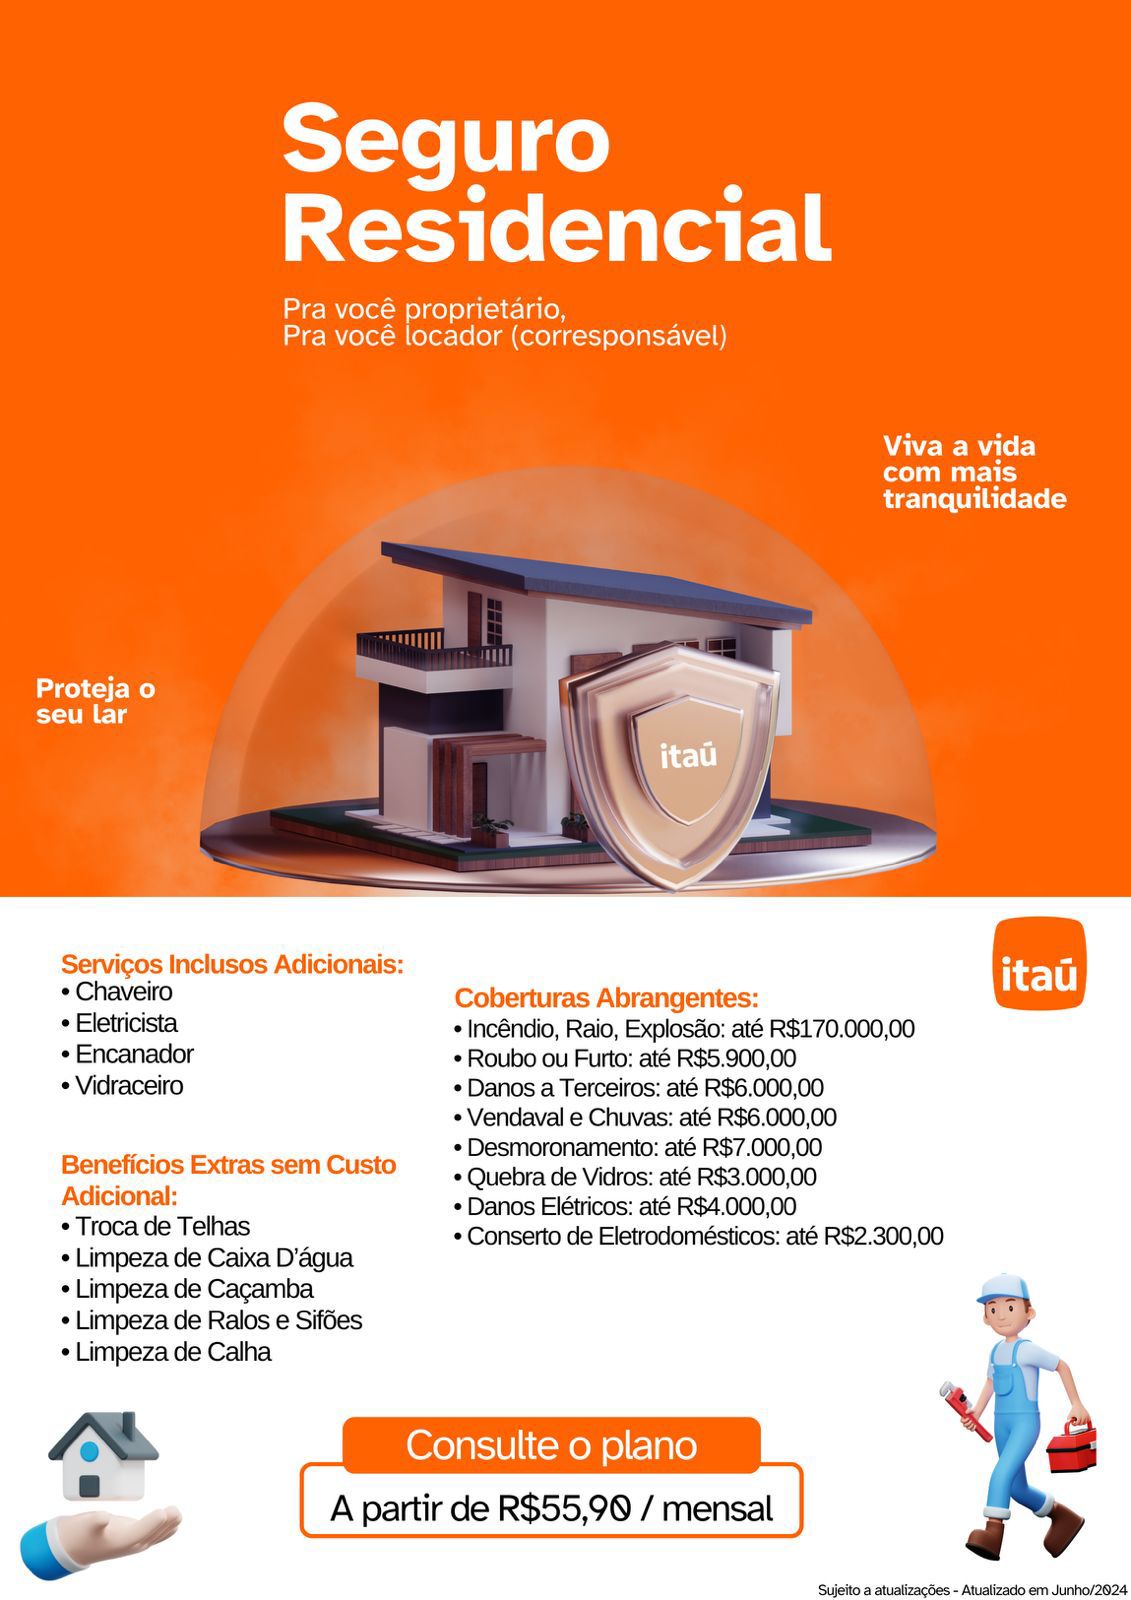 Seguro
Residencial
Pra você proprietário,
Pra você locador (corresponsável)
Viva a vida
com mais
tranquilidade
Proteja o
seu lar
itaú
itaú
Serviços Inclusos Adicionais:
• Chaveiro
• Eletricista
• Encanador
• Vidraceiro
Benefícios Extras sem Custo
Adicional:
• Troca de Telhas
• Limpeza de Caixa D’água
• Limpeza de Caçamba
• Limpeza de Ralos e Sifões
• Limpeza de Calha
Coberturas Abrangentes:
• Incêndio, Raio, Explosão: até R$170.000,00
• Roubo ou Furto: até R$5.900,00
• Danos a Terceiros: até R$6.000,00
• Vendaval e Chuvas: até R$6.000,00
• Desmoronamento: até R$7.000,00
• Quebra de Vidros: até R$3.000,00
• Danos Elétricos: até R$4.000,00
• Conserto de Eletrodomésticos: até R$2.300,00
Consulte o plano
A partir de R$55,90 / mensal
Sujeito a atualizações - Atualizado em Junho/2024